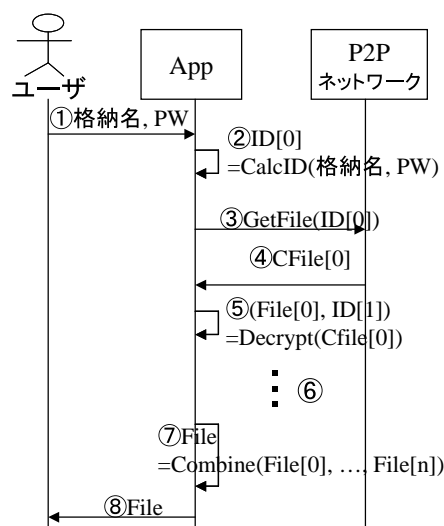 ユーザ
App
P2P
ネットワーク
①格納名, PW
②ID[0]
=CalcID(格納名, PW)
③GetFile(ID[0])
④CFile[0]
⑤(File[0], ID[1])
=Decrypt(Cfile[0])
⑥
⑦File
=Combine(File[0], …, File[n])
⑧File